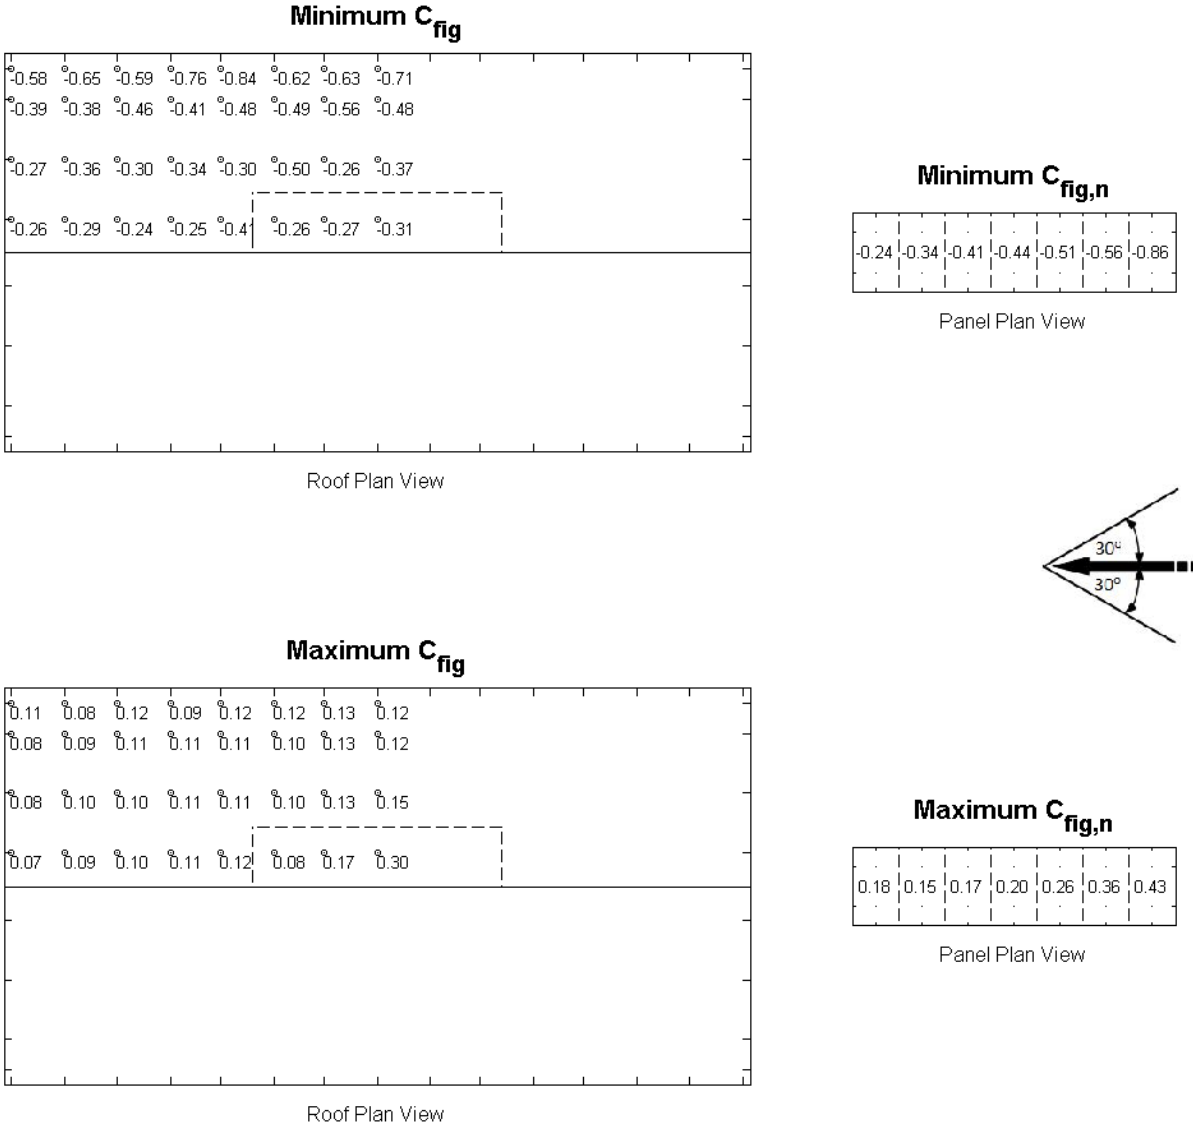 Minimum Cfig
-0.58 -0.65 -0.59 -0.76 -0.84 -0.62 -0.63 -0.71
-0.39 -0.38 -0.46 -0.41 -0.48 -0.49 -0.56 -0.48
-0.27 -0.36 -0.30 -0.34 -0.30 -0.50 -0.26 -0.37
-0.26 -0.29 -0.24 -0.25 -0.41 -0.26 -0.27 -0.31
Roof Plan View
Minimum Cfig,n
-0.24 -0.34 -0.41 -0.44 -0.51 -0.56 -0.86
Panel Plan View
30º
30º
Maximum Cfig
0.11 0.08 0.12 0.09 0.12 0.12 0.13 0.12
0.08 0.09 0.11 0.11 0.11 0.10 0.13 0.12
0.08 0.10 0.10 0.11 0.11 0.10 0.13 0.15
0.07 0.09 0.10 0.11 0.12 0.08 0.17 0.30
Roof Plan View
Maximum Cfig,n
0.18 0.15 0.17 0.20 0.26 0.36 0.43
Panel Plan View